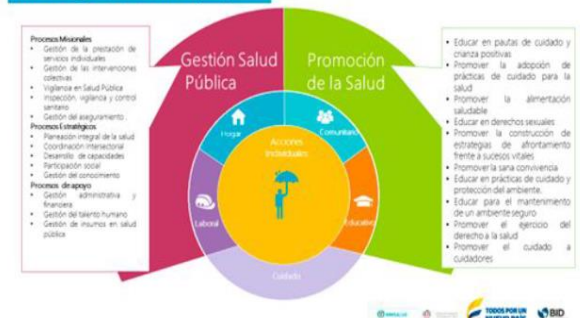 Procesos Misionales
• Gestión de la prestación de
servicios individuales
• Gestión de las intervenciones
colectivas
• Vigilancia en Salud Pública
• Inspección, vigilancia y control
sanitario
• Gestión del aseguramiento
Procesos Estratégicos
• Planeación integral de la salud
• Coordinación intersectorial
• Desarrollo de capacidades
• Participación social
• Gestión del conocimiento
Procesos de apoyo
• Gestión administrativa y
financiera
• Gestión del talento humano
• Gestión de insumos en salud
pública
Gestión Salud
Pública
Promoción
de la Salud
Hogar
Comunitario
Acciones
Individuales
Laboral
Educativo
Cuidado
• Educar en pautas de cuidado y
crianza positivas
• Promover la adopción de
prácticas de cuidado para la
salud
• Promover la alimentación
saludable
• Educar en derechos sexuales
• Promover la construcción de
estrategias de afrontamiento
frente a sucesos vitales
• Promover la sana convivencia
• Educar en prácticas de cuidado y
protección del ambiente.
• Educar para el mantenimiento
de un ambiente seguro
• Promover el ejercicio del
derecho a la salud
• Promover el cuidado a
cuidadores
MINSALUD
TODOS POR UN
BID